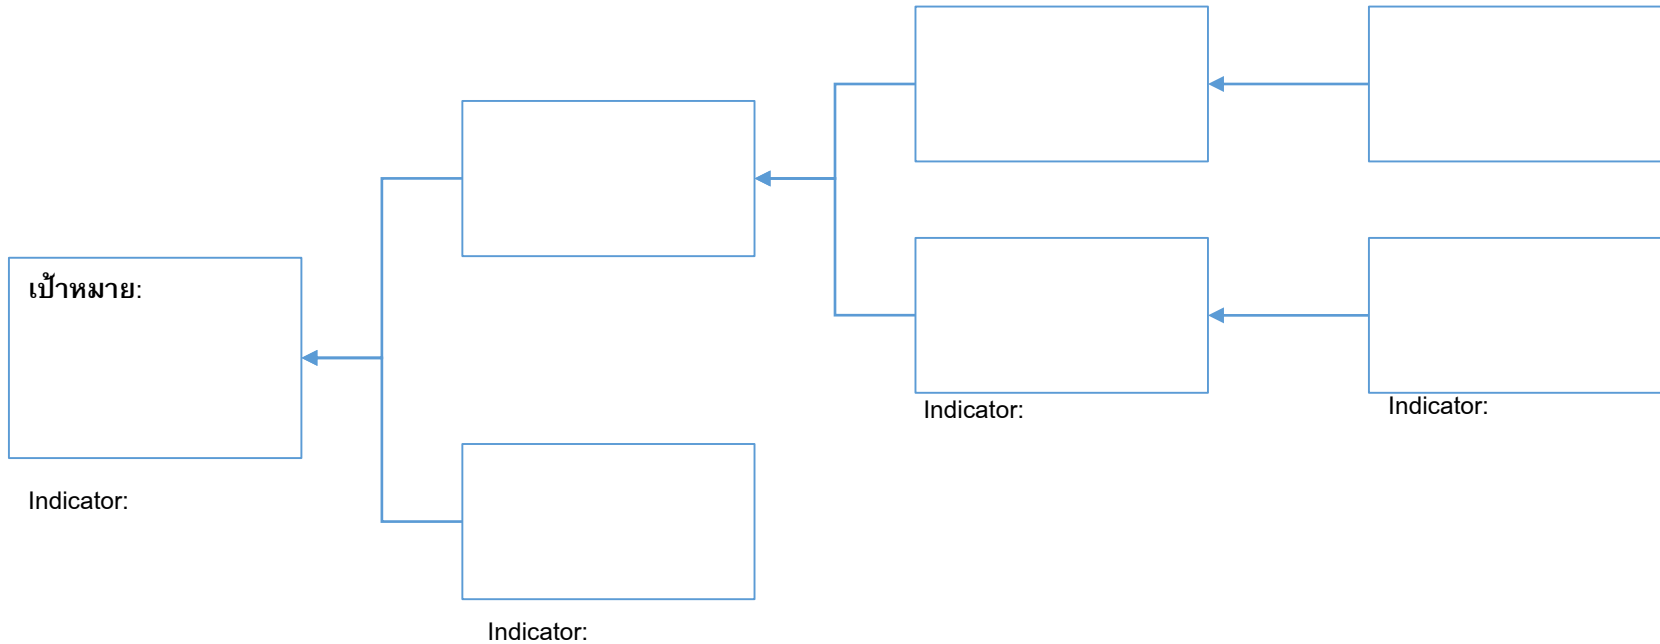 เป้าหมาย:
Indicator:
Indicator:
Indicator:
Indicator: